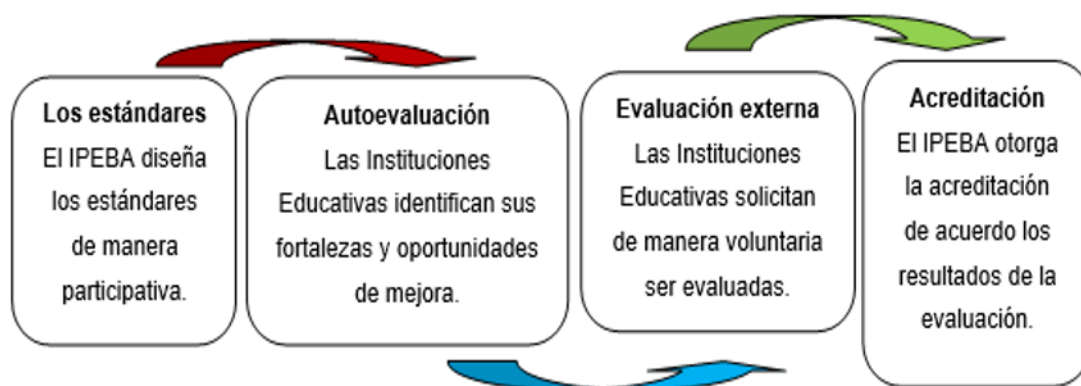 Los estándares
El IPEBA diseña
los estándares
de manera
participativa.
Autoevaluación
Las Instituciones
Educativas identifican sus
fortalezas y oportunidades
de mejora.
Evaluación externa
Las Instituciones
Educativas solicitan
de manera voluntaria
ser evaluadas.
Acreditación
El IPEBA otorga
la acreditación
de acuerdo los
resultados de la
evaluación.